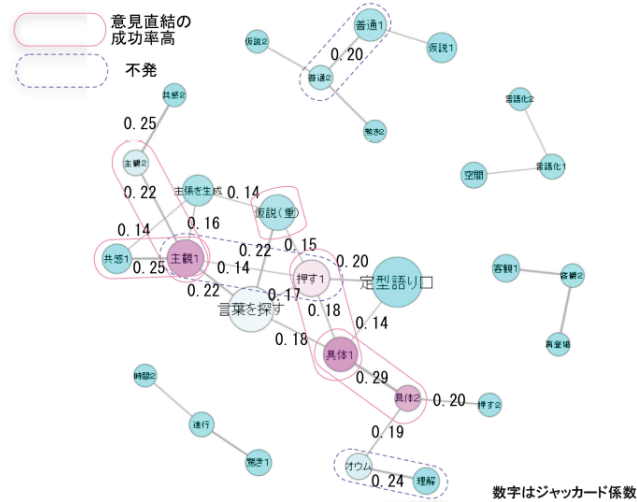 意見直結の
成功率高
不発
普通1
0.20
仮説2
仮説1
普通2
驚き2
共感2
0.25
主観2
0.22
主張を生成
0.14
0.14
0.16
仮説(重)
共感1
0.25
主観1
0.22
0.15
0.14
0.22
0.17
押す1
0.20
定型語り口
言葉を探す
0.18
0.18
0.14
具体1
0.29
具体2
0.20
押す2
0.19
オウム
0.24
理解1
言語化2
言語化1
空間
客観1
客観2
再登場
時間2
進行
驚き1
数字はジャッカード係数